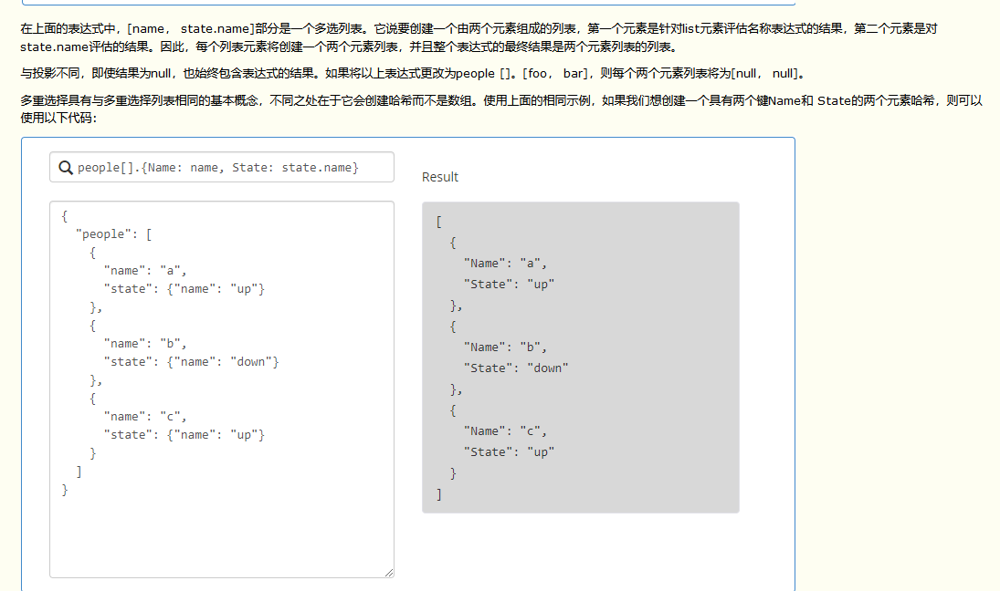 在上面的表达式中，[name， state.name]部分是一个多选列表。它说要创建一个由两个元素组成的列表，第一个元素是针对list元素评估名称表达式的结果，第二个元素是对
state.name评估的结果。因此，每个列表元素将创建一个两个元素列表，并且整个表达式的最终结果是两个元素列表的列表。
与投影不同，即使结果为null，也始终包含表达式的结果。如果将以上表达式更改为people []。[foo， bar]，则每个两个元素列表将为[null， null]。
多重选择具有与多重选择列表相同的基本概念，不同之处在于它会创建哈希而不是数组。使用上面的相同示例，如果我们想创建一个具有两个键Name和 State的两个元素哈希，则可以
使用以下代码：
people[].{Name: name, State: state.name}
{
"people": [
{
"name": "a",
"state": {"name": "up"}
},
{
"name": "b",
"state": {"name": "down"}
},
{
"name": "c",
"state": {"name": "up"}
}
]
}
Result
[
{
"Name": "a",
"State": "up"
},
{
"Name": "b",
"State": "down"
},
{
"Name": "c",
"State": "up"
}
]